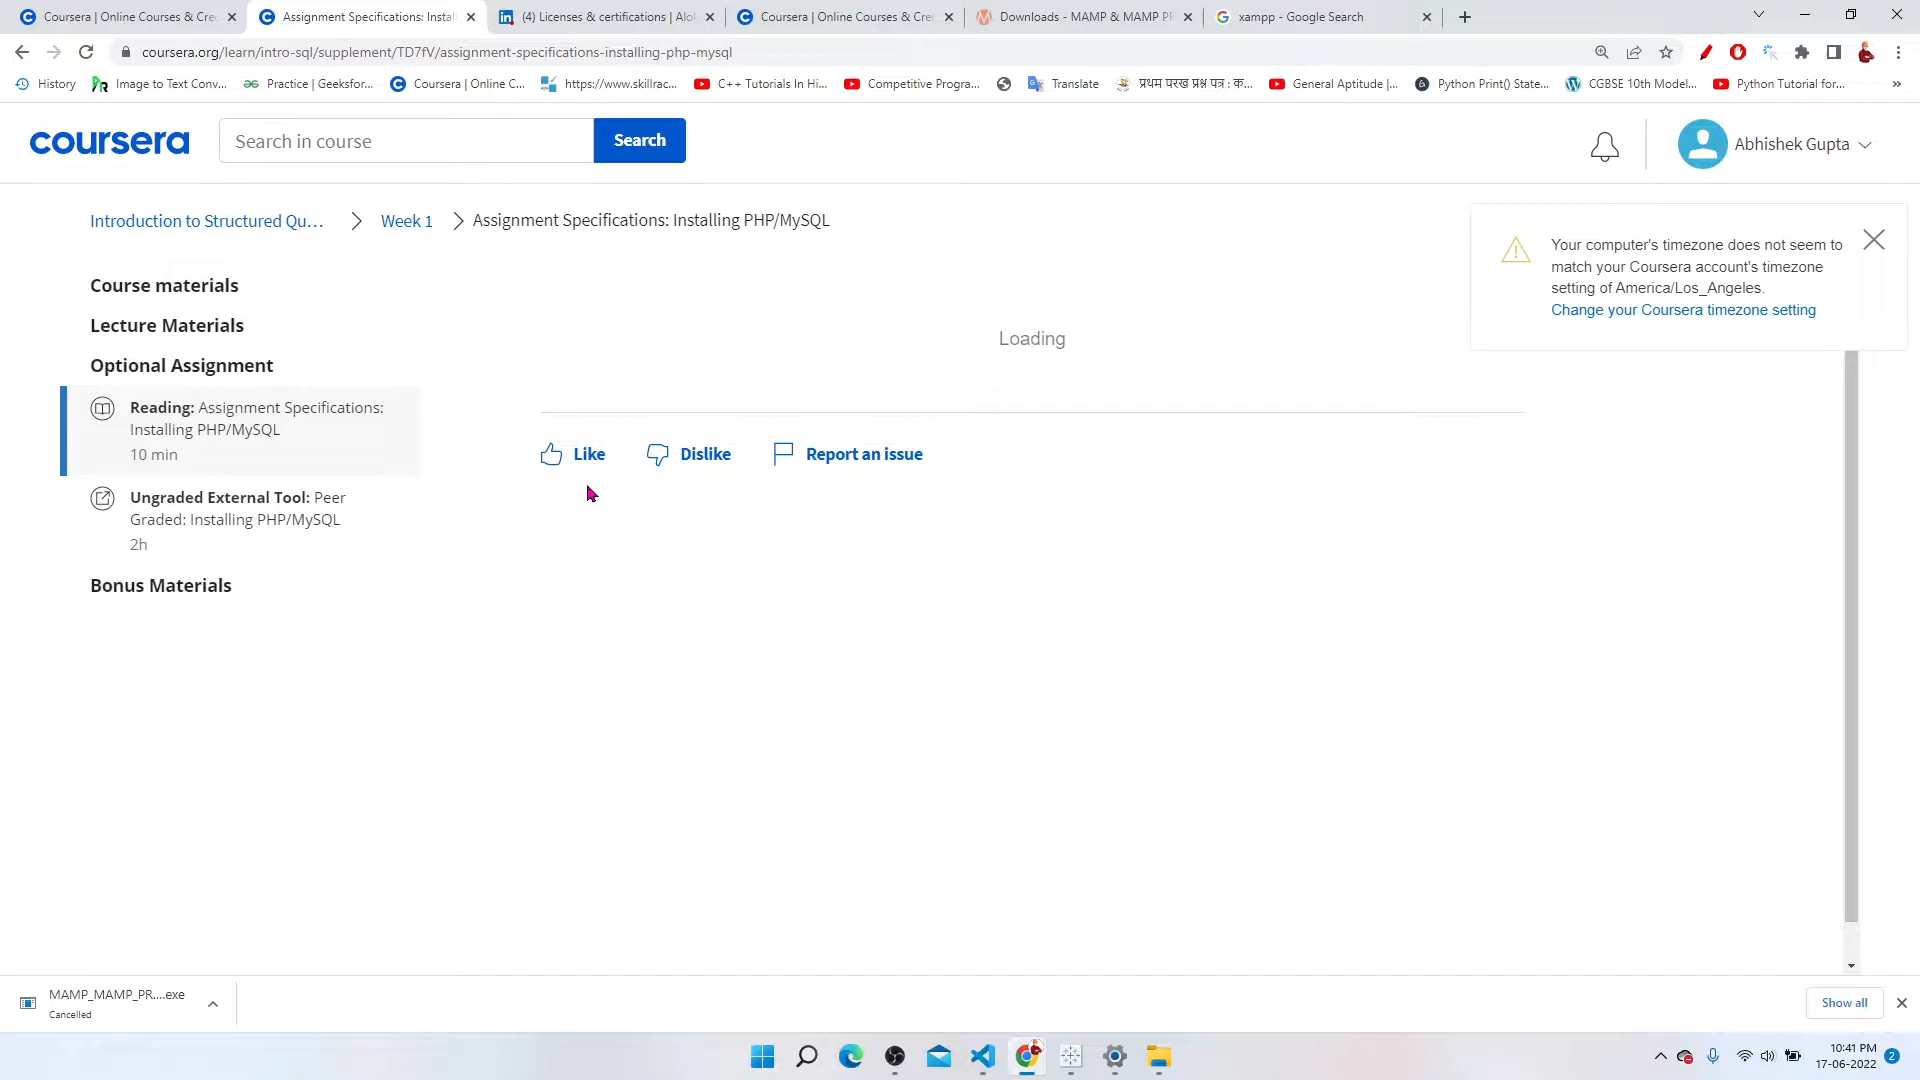 Coursera | Online Courses & Cre
Assignment Specifications: Instal
(4) Licenses & certifications | Alo
Coursera | Online Courses & Cre
Downloads - MAMP & MAMP P
xampp - Google Search
coursera.org/learn/intro-sql/supplement/TD7fV/assignment-specifications-installing-php-mysql
History
Image to Text Conv...
Practice | Geeksfor...
Coursera | Online C...
https://www.skillrac...
C++ Tutorials In Hi...
Competitive Progra...
Translate
प्रथम परख प्रश्न पत्र : क...
General Aptitude |...
Python Print() State...
CGBSE 10th Model...
Python Tutorial for...
»
coursera
Search in course
Search
Abhishek Gupta
Introduction to Structured Qu...
Week 1
Assignment Specifications: Installing PHP/MySQL
Your computer's timezone does not seem to
match your Coursera account's timezone
setting of America/Los_Angeles.
Change your Coursera timezone setting
Course materials
Lecture Materials
Optional Assignment
Reading: Assignment Specifications:
Installing PHP/MySQL
10 min
Ungraded External Tool: Peer
Graded: Installing PHP/MySQL
2h
Bonus Materials
Loading
Like
Dislike
Report an issue
MAMP_MAMP_PR....exe
Cancelled
Show all
10:41 PM
17-06-2022
2